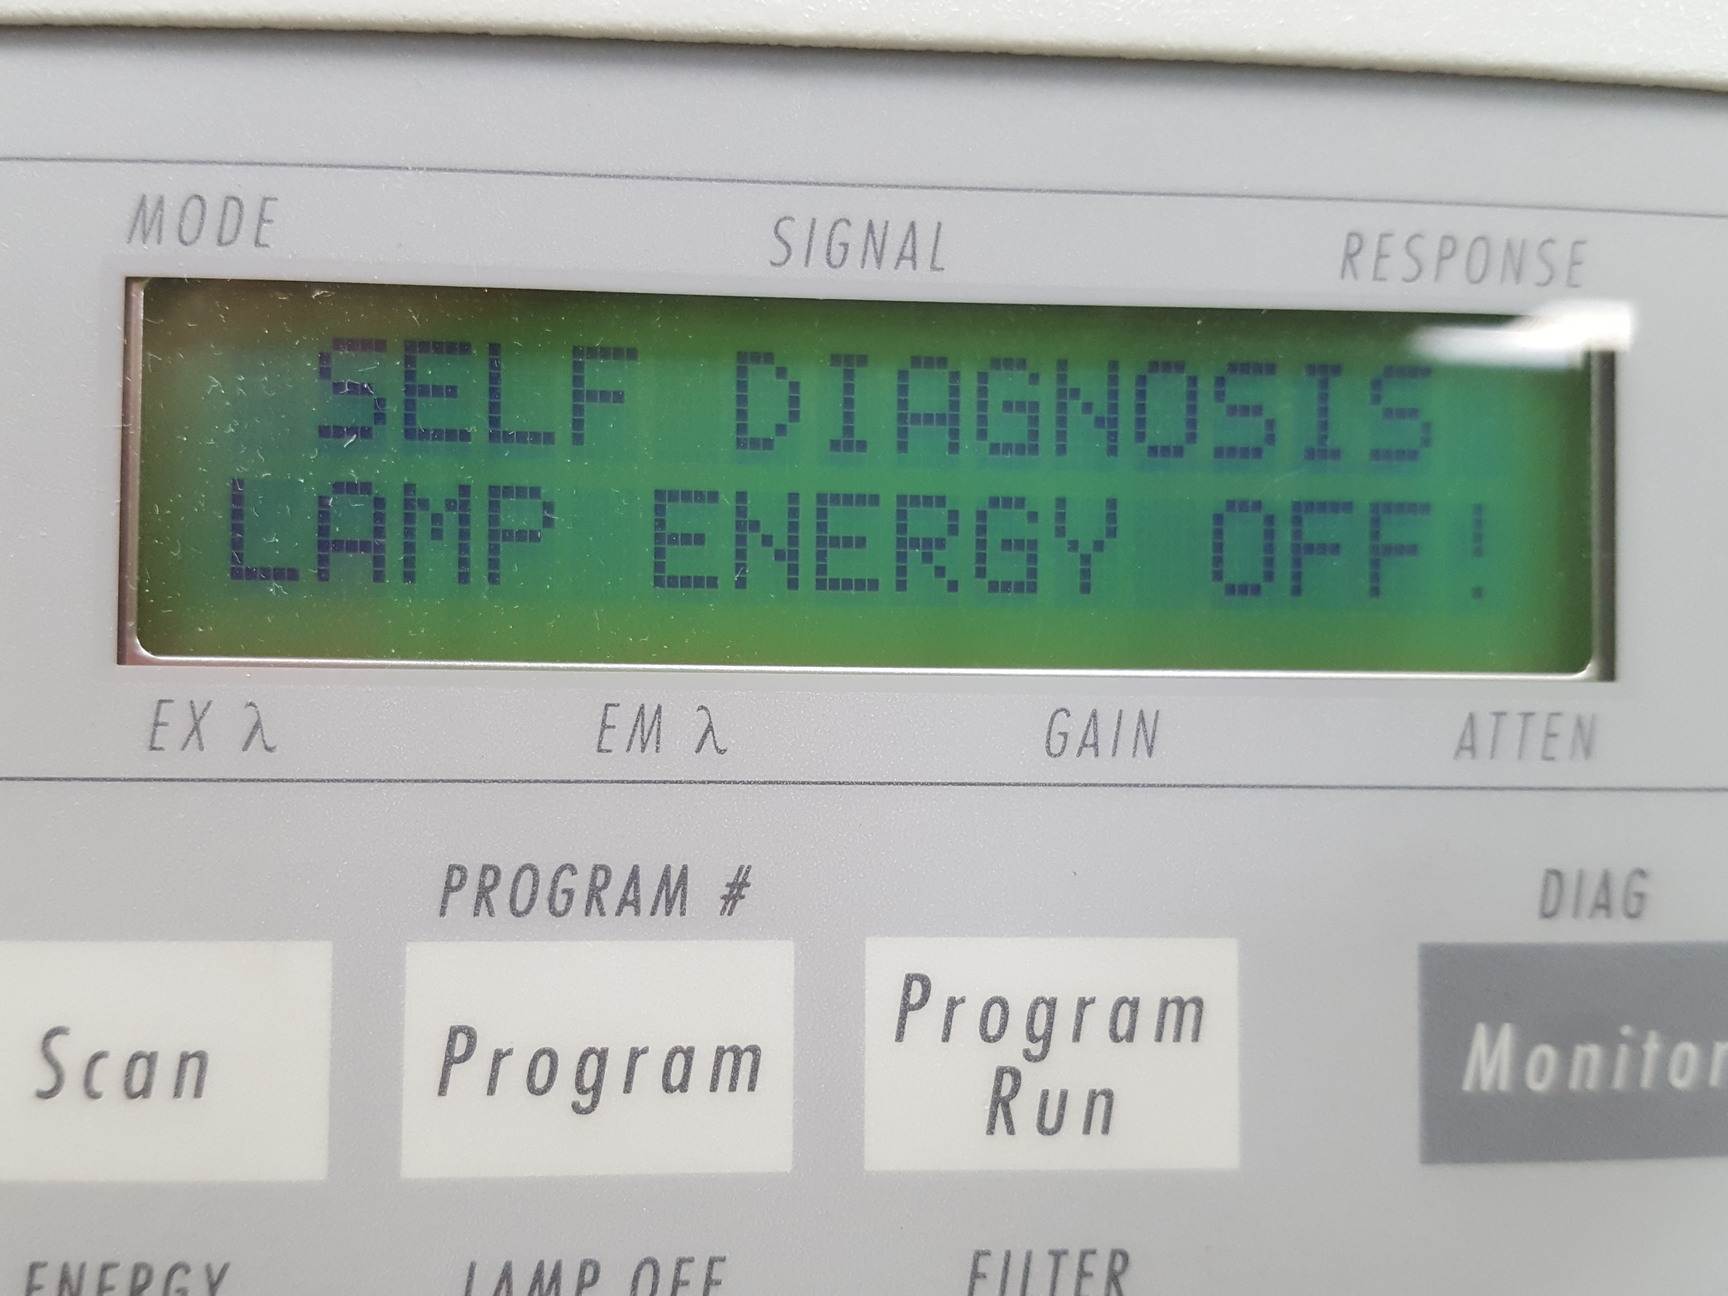 MODE SIGNAL RESPONSE
SELF DIAGNOSIS
LAMP ENERGY OFF!
EX λ EM λ GAIN ATTEN
PROGRAM # DIAG
Scan Program Program Run Monitor
ENERGY LAMP OFF FILTER